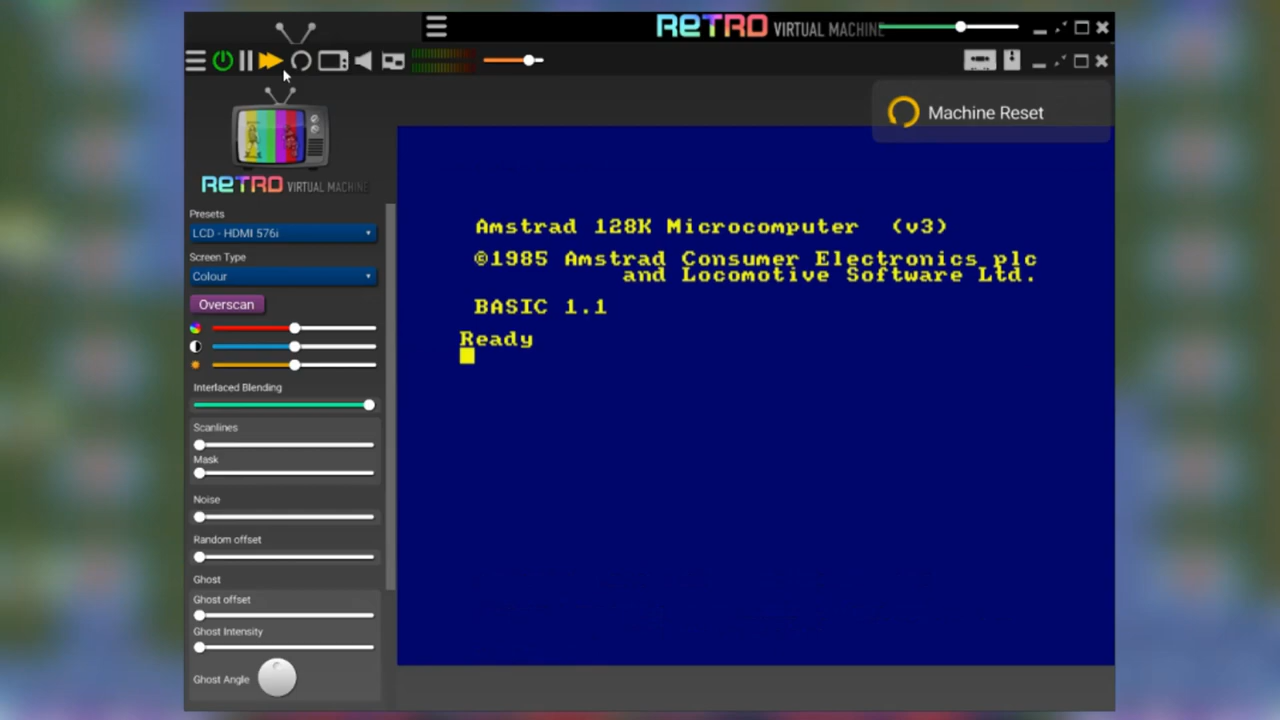 RETRO VIRTUAL MACHINE
Machine Reset
RETRO VIRTUAL MACHINE
Presets
LCD - HDMI 576i
Screen Type
Colour
Overscan
Interlaced Blending
Scanlines
Mask
Noise
Random offset
Ghost
Ghost offset
Ghost Intensity
Ghost Angle
Amstrad 128K Microcomputer (v3)
©1985 Amstrad Consumer Electronics plc
and Locomotive Software Ltd.
BASIC 1.1
Ready